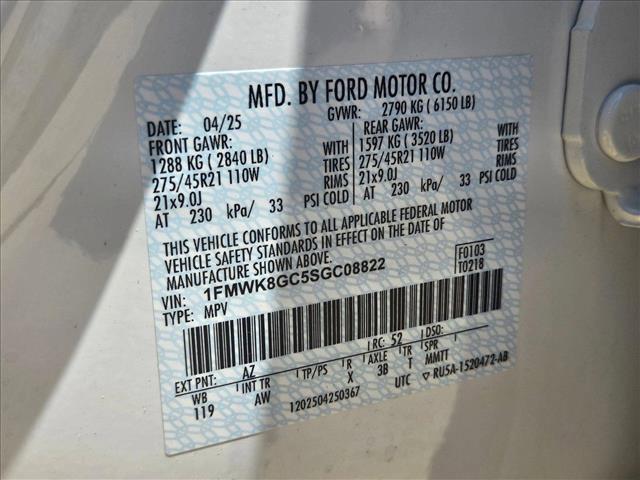 MFD. BY FORD MOTOR CO.
DATE: 04/25 GVWR: 2790 KG ( 6150 LB)
FRONT GAWR: REAR GAWR:
1288 KG ( 2840 LB) WITH 1597 KG ( 3520 LB) WITH
275/45R21 110W TIRES 275/45R21 110W TIRES
21x9.0J RIMS 21x9.0J RIMS
AT 230 kPa/ 33 PSI COLD AT 230 kPa/ 33 PSI COLD
THIS VEHICLE CONFORMS TO ALL APPLICABLE FEDERAL MOTOR
VEHICLE SAFETY STANDARDS IN EFFECT ON THE DATE OF
MANUFACTURE SHOWN ABOVE.
VIN: 1FMWK8GC5SGC08822 F0103
TYPE: MPV T0218
EXT PNT: AZ RC: 52 DSO:
WB INT TR TP/PS R AXLE TR SPR
119 AW X 3B T MMTT
1202504250367 UTC ▽ RU5A-1520472-AB